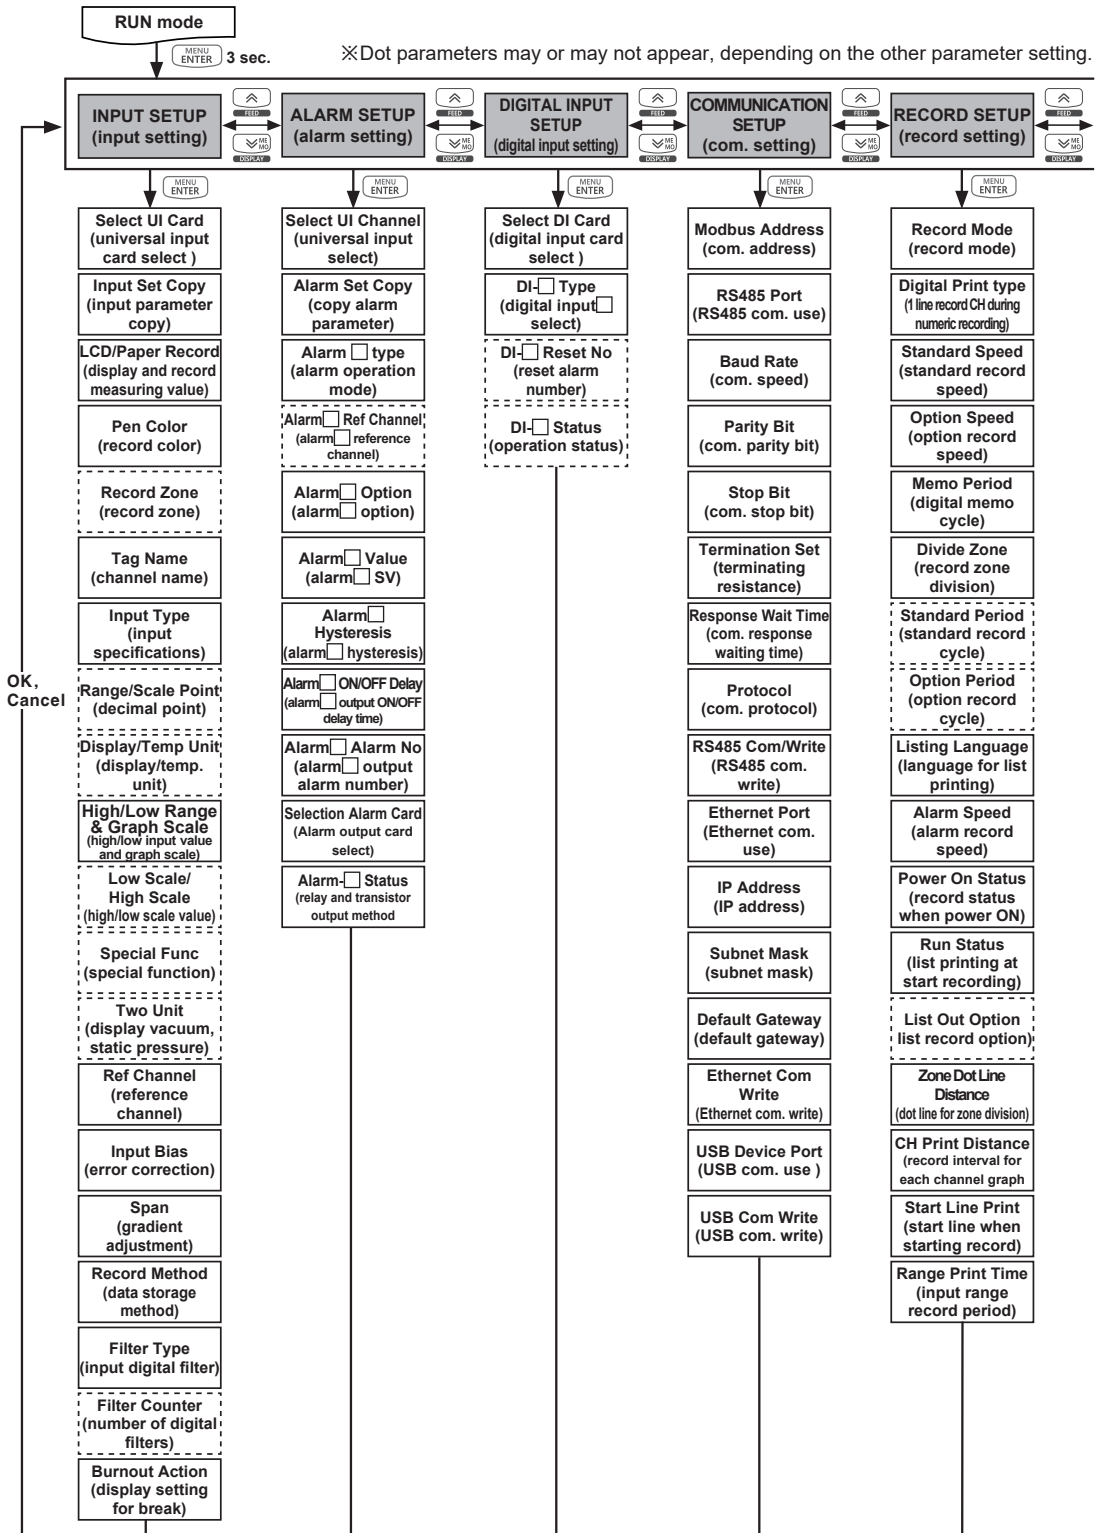 RUN mode
MENU
ENTER
3 sec.
※Dot parameters may or may not appear, depending on the other parameter setting.
INPUT SETUP
(input setting)
FEED
MEMO
DISPLAY
ALARM SETUP
(alarm setting)
FEED
MEMO
DISPLAY
DIGITAL INPUT
SETUP
(digital input setting)
FEED
MEMO
DISPLAY
COMMUNICATION
SETUP
(com. setting)
FEED
MEMO
DISPLAY
RECORD SETUP
(record setting)
FEED
MEMO
DISPLAY
OK,
Cancel
MENU
ENTER
Select UI Card
(universal input
card select )
Input Set Copy
(input parameter
copy)
LCD/Paper Record
(display and record
measuring value)
Pen Color
(record color)
Record Zone
(record zone)
Tag Name
(channel name)
Input Type
(input
specifications)
Range/Scale Point
(decimal point)
Display/Temp Unit
(display/temp.
unit)
High/Low Range
& Graph Scale
(high/low input value
and graph scale)
Low Scale/
High Scale
(high/low scale value)
Special Func
(special function)
Two Unit
(display vacuum,
static pressure)
Ref Channel
(reference
channel)
Input Bias
(error correction)
Span
(gradient
adjustment)
Record Method
(data storage
method)
Filter Type
(input digital filter)
Filter Counter
(number of digital
filters)
Burnout Action
(display setting
for break)
MENU
ENTER
Select UI Channel
(universal input
select)
Alarm Set Copy
(copy alarm
parameter)
Alarm □ type
(alarm operation
mode)
Alarm□ Ref Channel
(alarm□ reference
channel)
Alarm□ Option
(alarm□ option)
Alarm□ Value
(alarm□ SV)
Alarm□
Hysteresis
(alarm□ hysteresis)
Alarm□ ON/OFF Delay
(alarm□ output ON/OFF
delay time)
Alarm□ Alarm No
(alarm□ output
alarm number)
Selection Alarm Card
(Alarm output card
select)
Alarm-□ Status
(relay and transistor
output method
MENU
ENTER
Select DI Card
(digital input card
select )
DI-□ Type
(digital input□
select)
DI-□ Reset No
(reset alarm
number)
DI-□ Status
(operation status)
MENU
ENTER
Modbus Address
(com. address)
RS485 Port
(RS485 com. use)
Baud Rate
(com. speed)
Parity Bit
(com. parity bit)
Stop Bit
(com. stop bit)
Termination Set
(terminating
resistance)
Response Wait Time
(com. response
waiting time)
Protocol
(com. protocol)
RS485 Com/Write
(RS485 com.
write)
Ethernet Port
(Ethernet com.
use)
IP Address
(IP address)
Subnet Mask
(subnet mask)
Default Gateway
(default gateway)
Ethernet Com
Write
(Ethernet com. write)
USB Device Port
(USB com. use )
USB Com Write
(USB com. write)
MENU
ENTER
Record Mode
(record mode)
Digital Print type
(1 line record CH during
numeric recording)
Standard Speed
(standard record
speed)
Option Speed
(option record
speed)
Memo Period
(digital memo
cycle)
Divide Zone
(record zone
division)
Standard Period
(standard record
cycle)
Option Period
(option record
cycle)
Listing Language
(language for list
printing)
Alarm Speed
(alarm record
speed)
Power On Status
(record status
when power ON)
Run Status
(list printing at
start recording)
List Out Option
list record option)
Zone Dot Line
Distance
(dot line for zone division)
CH Print Distance
(record interval for
each channel graph
Start Line Print
(start line when
starting record)
Range Print Time
(input range
record period)